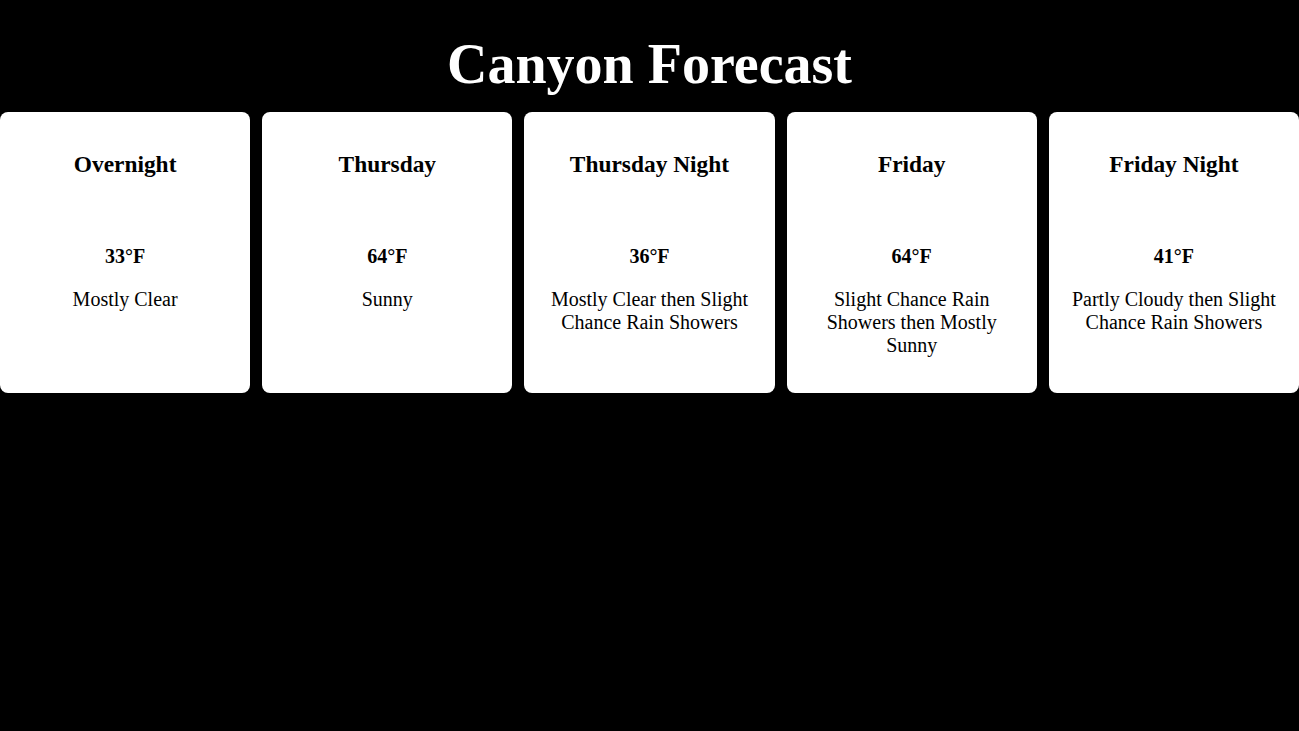 Canyon Forecast
Overnight
33°F
Mostly Clear
Thursday
64°F
Sunny
Thursday Night
36°F
Mostly Clear then Slight
Chance Rain Showers
Friday
64°F
Slight Chance Rain
Showers then Mostly
Sunny
Friday Night
41°F
Partly Cloudy then Slight
Chance Rain Showers